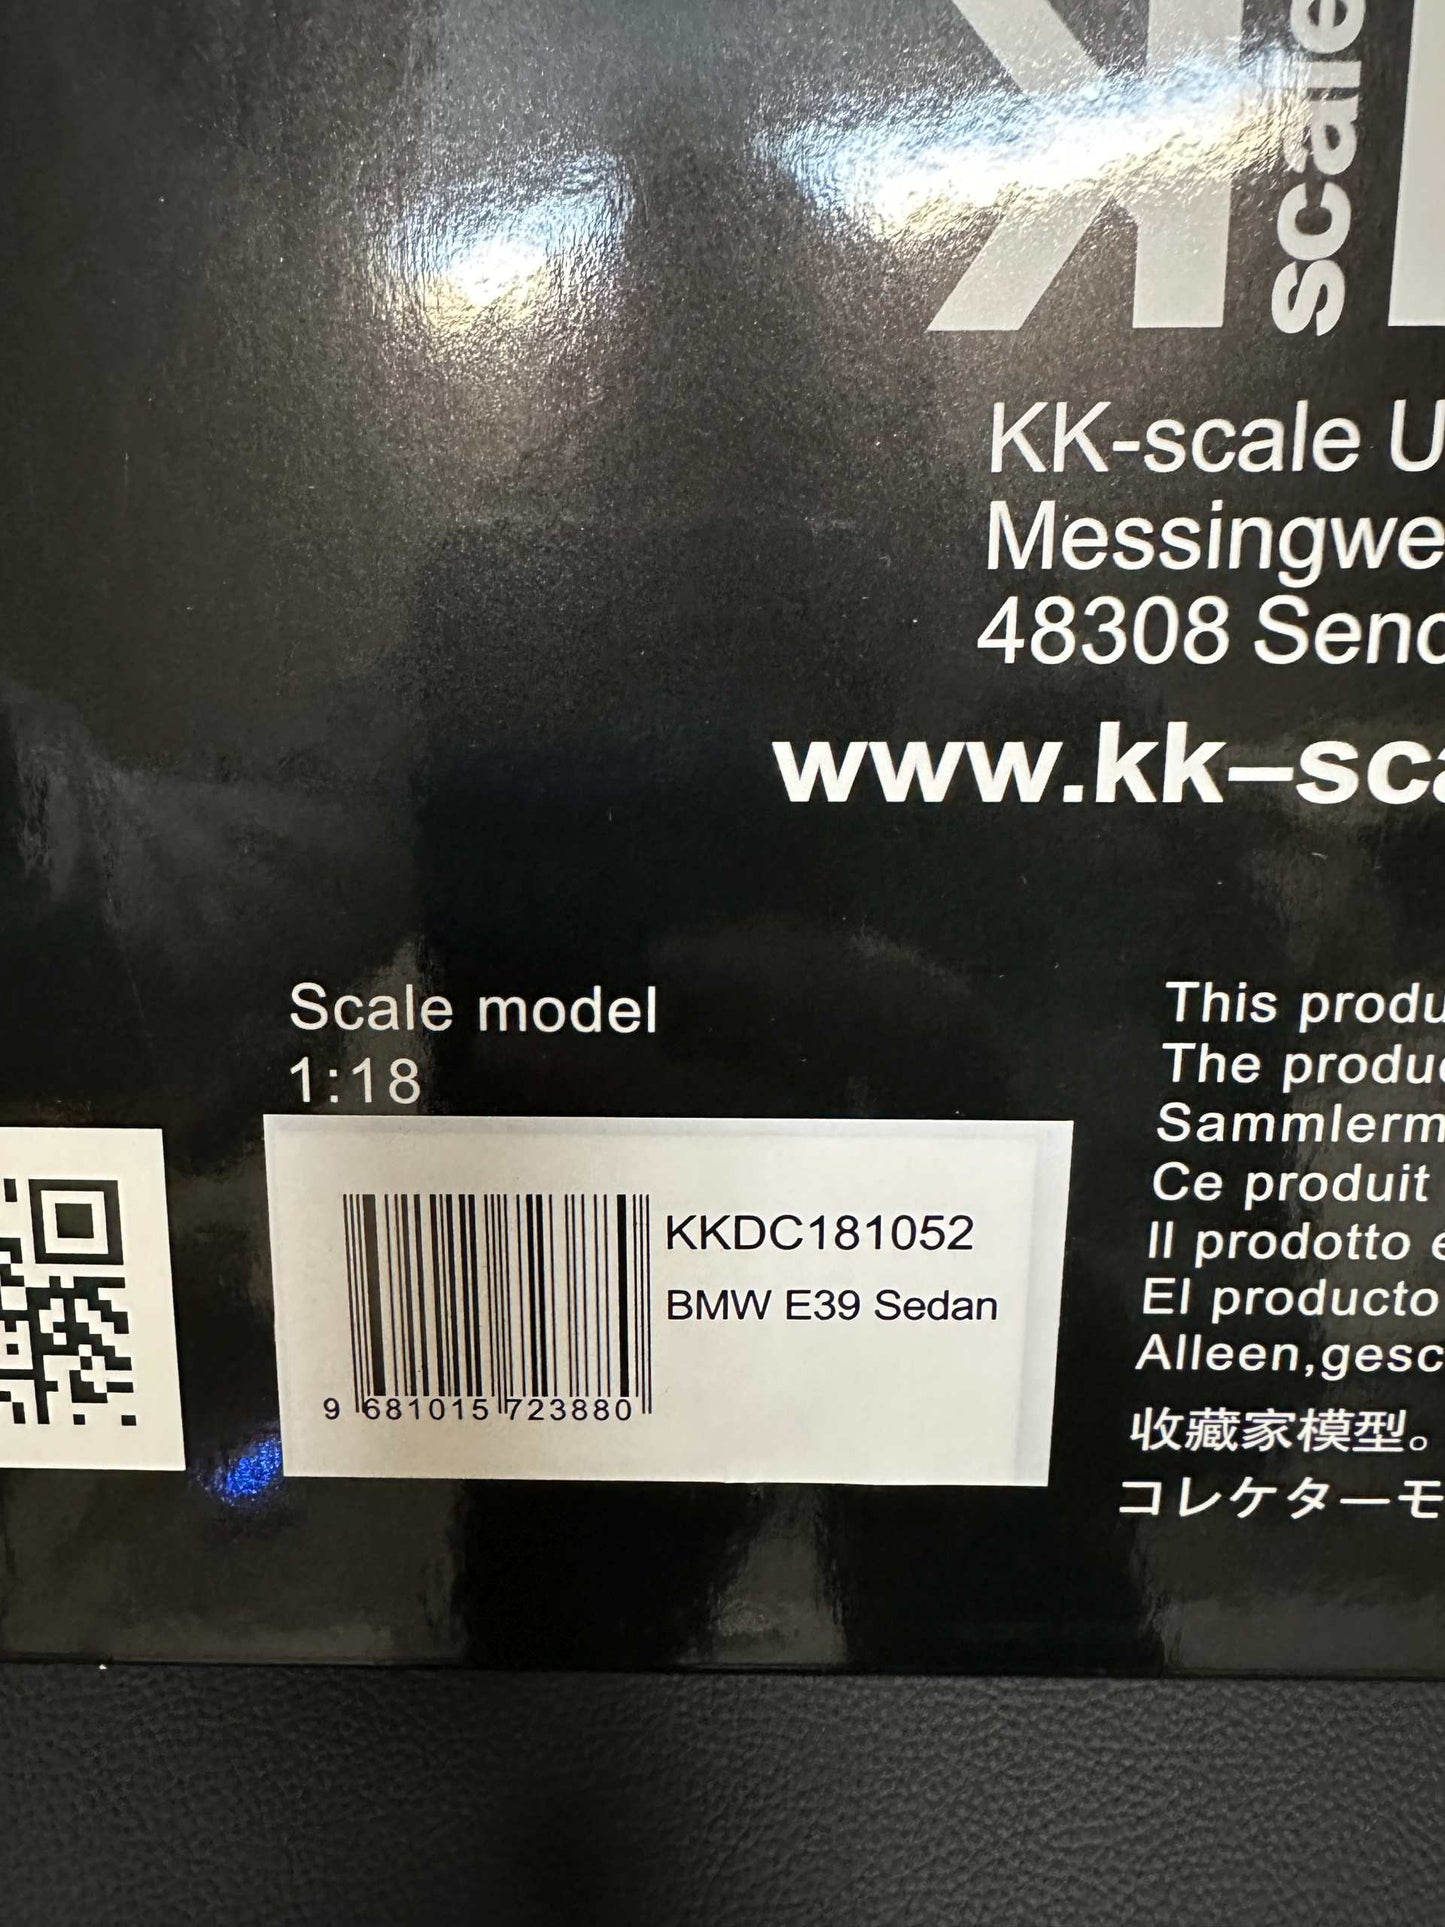 K
scale
KK-scale U
Messingwe
48308 Send
www.kk–sca
Scale model
1:18
KKDC181052
BMW E39 Sedan
9 681015 723880
This produ
The produc
Sammlerm
Ce produit
Il prodotto e
El producto
Alleen,gesc
收藏家模型。
コレケターモ